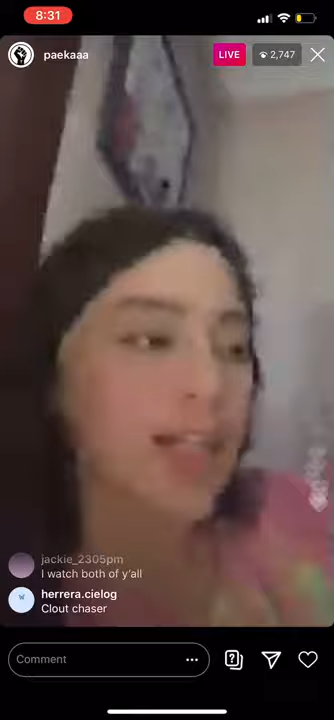 8:31
paekaaa
LIVE
2,747
jackie_2305pm
I watch both of y'all
herrera.cielog
Clout chaser
Comment